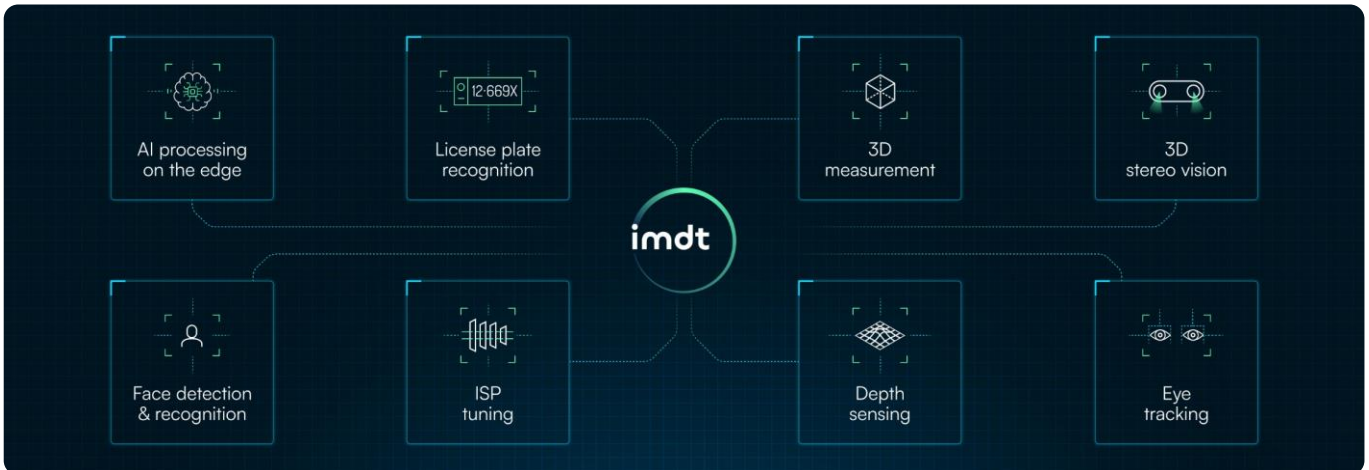 AI processing
on the edge
12-669X
License plate
recognition
3D
measurement
3D
stereo vision
imdt
Face detection
& recognition
ISP
tuning
Depth
sensing
Eye
tracking